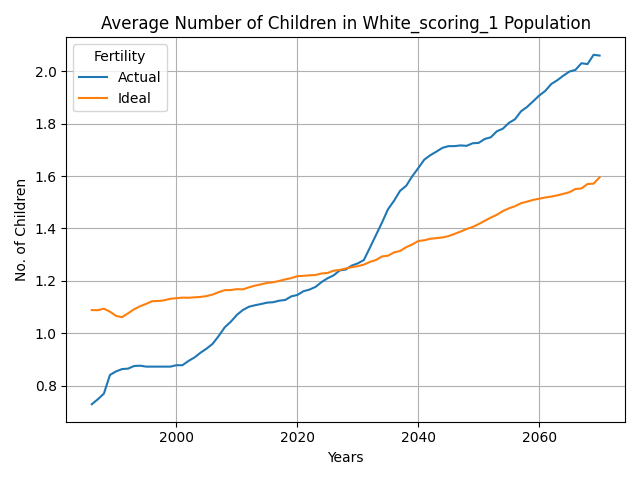 Average Number of Children in White_scoring_1 Population
Fertility
Actual
Ideal
No. of Children
2.0
1.8
1.6
1.4
1.2
1.0
0.8
2000
2020
2040
2060
Years